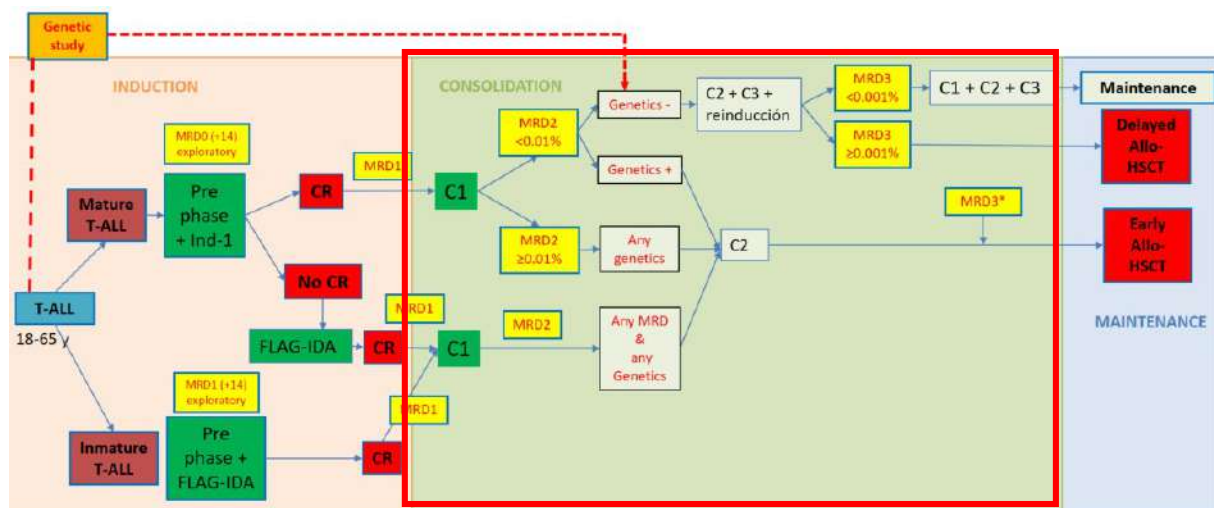 Genetic
study
INDUCTION
CONSOLIDATION
MRD0 (+14)
exploratory
MRD1
Mature
T-ALL
Pre
phase
+ Ind-1
CR
No CR
T-ALL
18-65 y
FLAG-IDA
CR
MRD1
MRD1 (+14)
exploratory
Inmature
T-ALL
Pre
phase +
FLAG-IDA
CR
MRD1
C1
MRD2
<0.01%
Genetics -
C2 + C3 +
reinducción
MRD3
<0.001%
C1 + C2 + C3
Maintenance
MRD3
≥0.001%
Delayed
Allo-
HSCT
Genetics +
MRD2
≥0.01%
Any
genetics
C2
MRD3*
Early
Allo-
HSCT
C1
MRD2
Any MRD
&
any
Genetics
MAINTENANCE